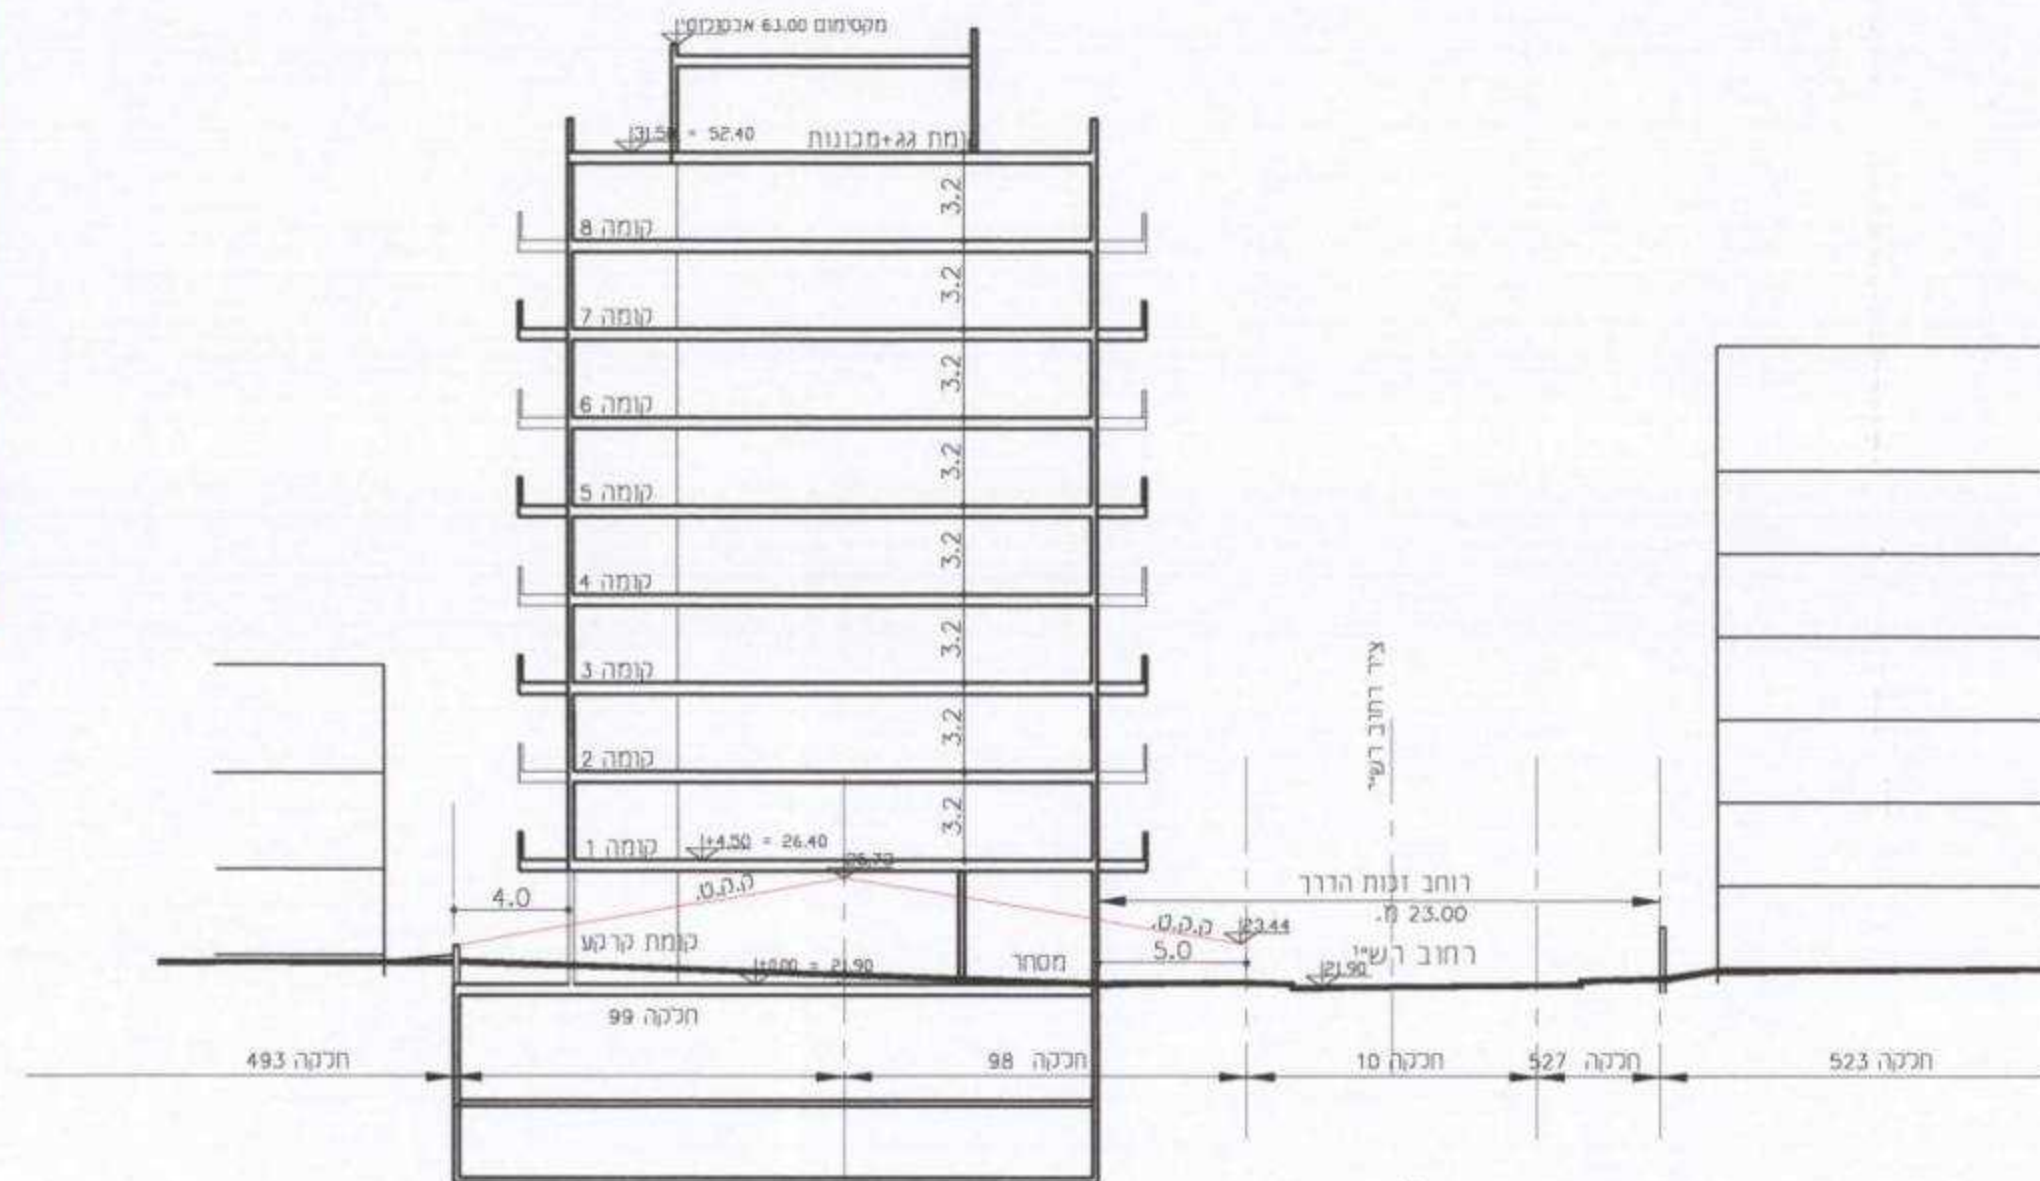 מקסימום 63.00 אבסולוטי
= 52.40
קומת גג+מכונות
3.2
קומה 8
3.2
קומה 7
3.2
קומה 6
3.2
קומה 5
3.2
קומה 4
3.2
קומה 3
3.2
קומה 2
3.2
קומה 1
+4.50 = 26.40
26.70
ק.ק.ט.
4.0
קומת קרקע
±0.00 = 21.90
מסחר
ציר רחוב רש"י
רוחב זכות הדרך
23.00 מ.
ק.ק.ט.
23.44
5.0
רחוב רש"י
21.90
חלקה 99
חלקה 493
חלקה 98
חלקה 10
חלקה 527
חלקה 523